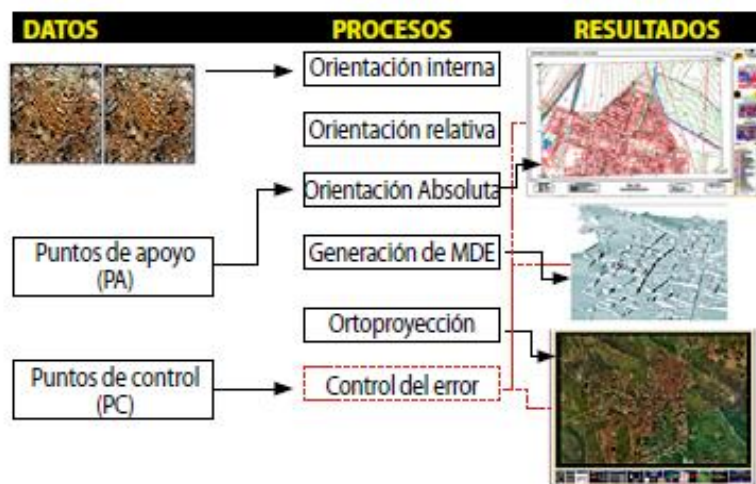 DATOS
PROCESOS
RESULTADOS
Orientación interna
Orientación relativa
Orientación Absoluta
Puntos de apoyo
(PA)
Generación de MDE
Ortoproyección
Puntos de control
(PC)
Control del error